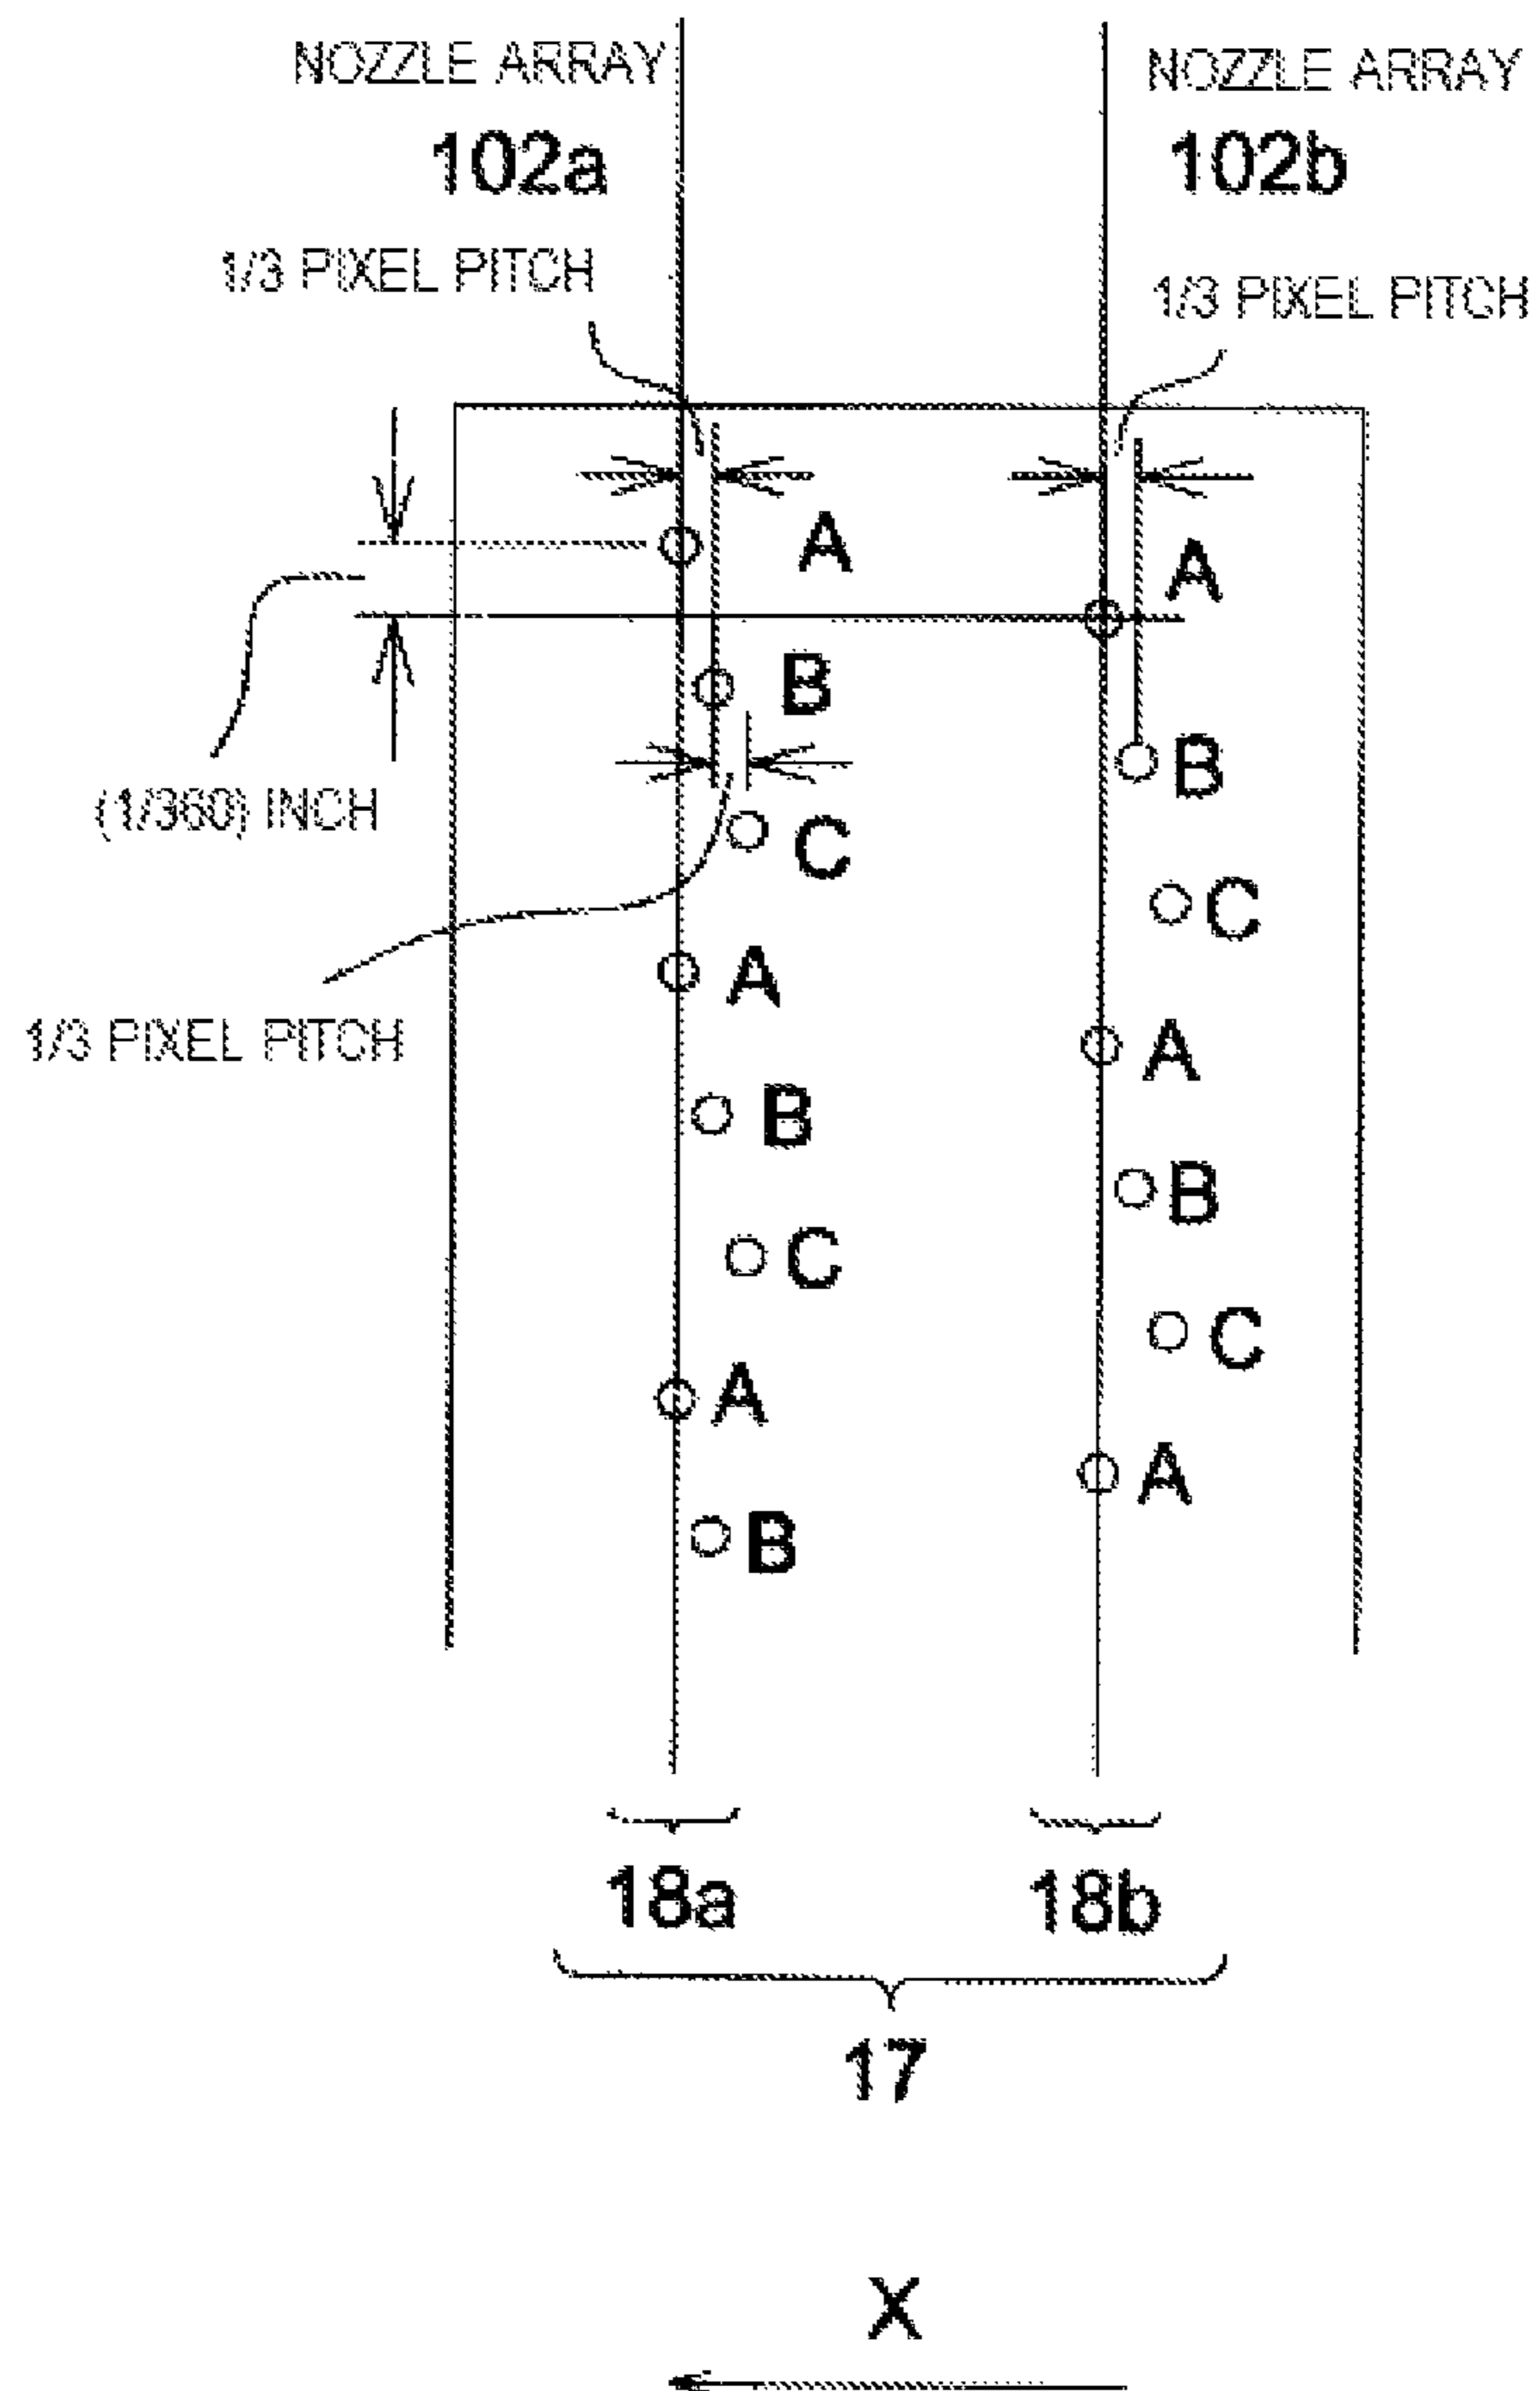 NOZZLE ARRAY
102a
NOZZLE ARRAY
102b
1/3 PIXEL PITCH
1/3 PIXEL PITCH
A
A
B
B
(1/360) INCH
C
C
A
1/3 PIXEL PITCH
A
B
B
C
C
A
A
B
18a
18b
17
X